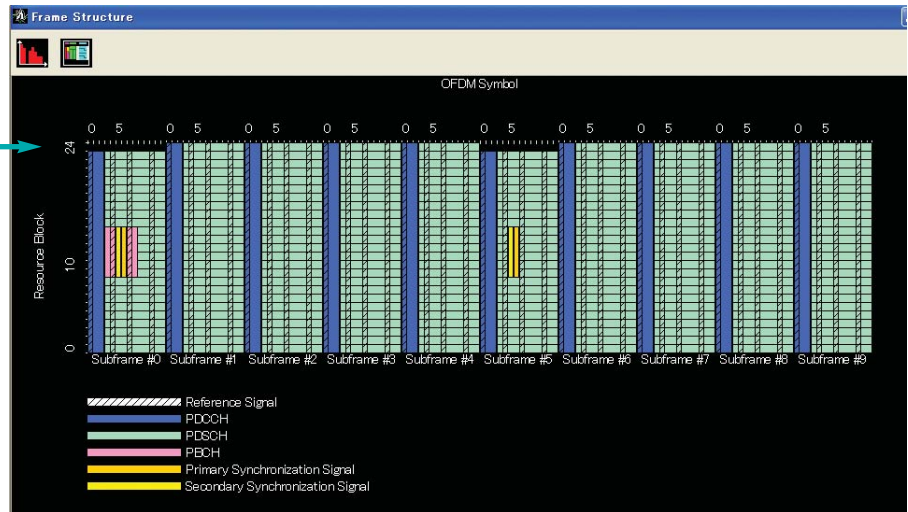 Frame Structure
OFDM Symbol
0 5 0 5 0 5 0 5 0 5 0 5 0 5 0 5 0 5 0 5
24
10
0
Resource Block
Subframe #0 Subframe #1 Subframe #2 Subframe #3 Subframe #4 Subframe #5 Subframe #6 Subframe #7 Subframe #8 Subframe #9
Reference Signal
PDCCH
PDSCH
PBCH
Primary Synchronization Signal
Secondary Synchronization Signal